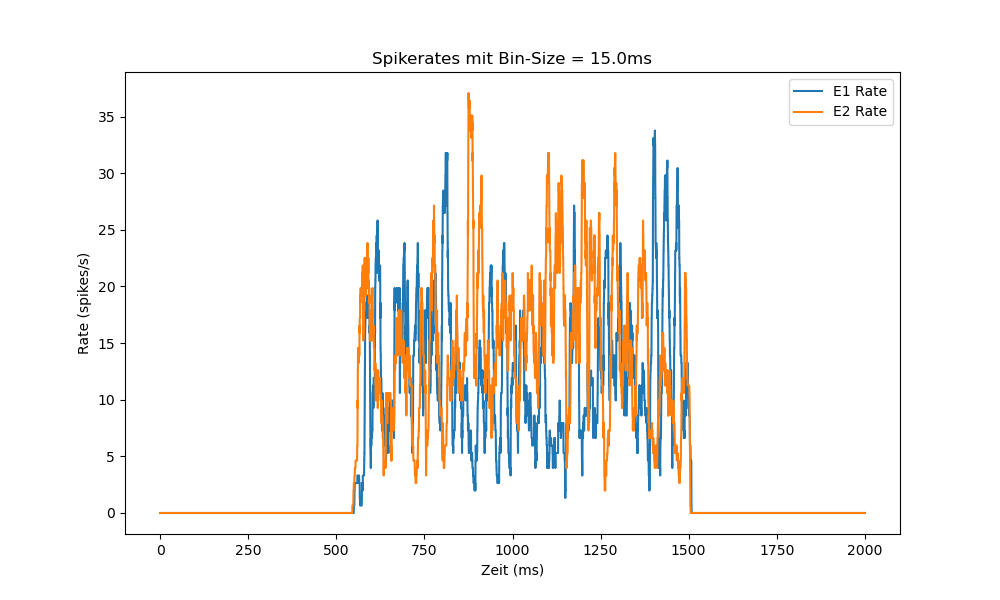 Spikerates mit Bin-Size = 15.0ms
E1 Rate
E2 Rate
35
30
25
20
15
10
5
0
Rate (spikes/s)
0 250 500 750 1000 1250 1500 1750 2000
Zeit (ms)